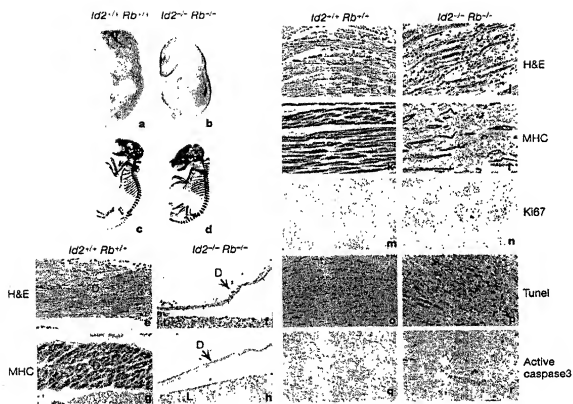 Id2+/+ Rb+/+ Id2−/− Rb−/−
a b
c d
Id2+/+ Rb+/+ Id2−/− Rb−/−
H&E e D
MHC g D L h
Id2+/+ Rb+/+ Id2−/− Rb−/−
H&E
MHC
m n Ki67
Tunel
q r Active
caspase3